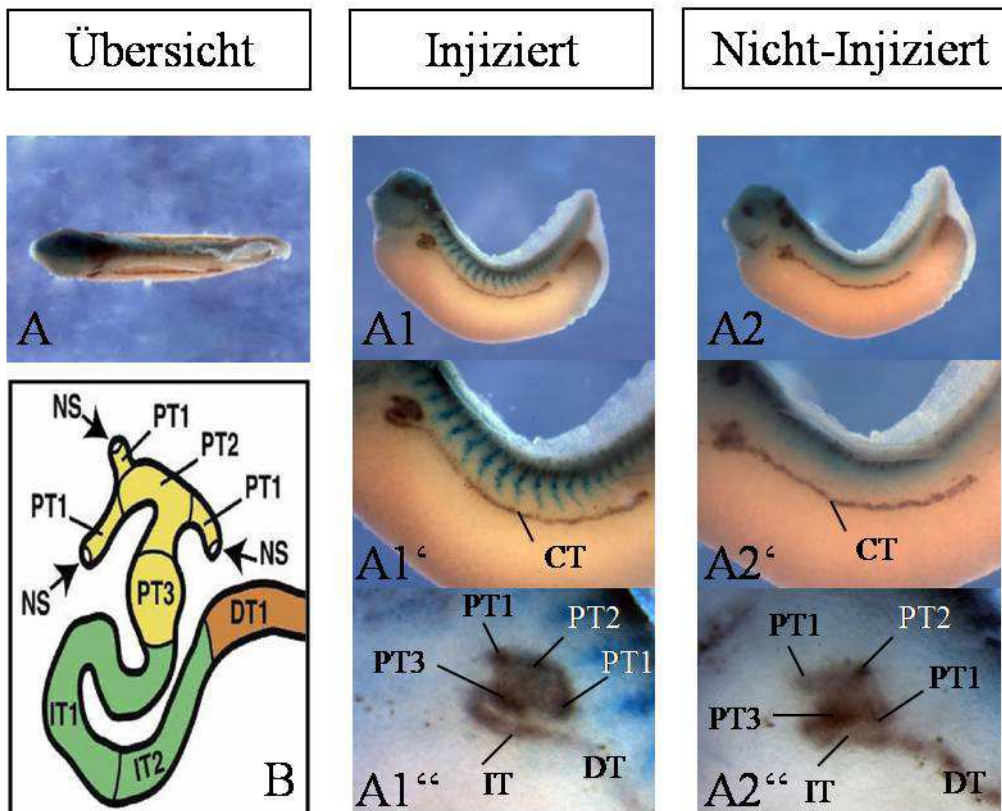 Übersicht
Injiziert
Nicht-Injiziert
A
A1
A2
NS
PT1
PT2
PT1
PT1
NS
NS
PT3
DT1
IT1
IT2
B
CT
A1‘
CT
A2‘
PT1
PT2
PT3
PT1
IT
DT
A1“
PT1
PT2
PT1
PT3
IT
DT
A2“